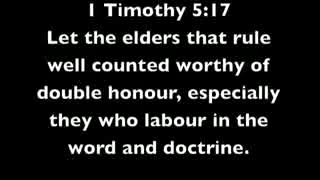 1 Timothy 5:17
Let the elders that rule
well counted worthy of
double honour, especially
they who labour in the
word and doctrine.